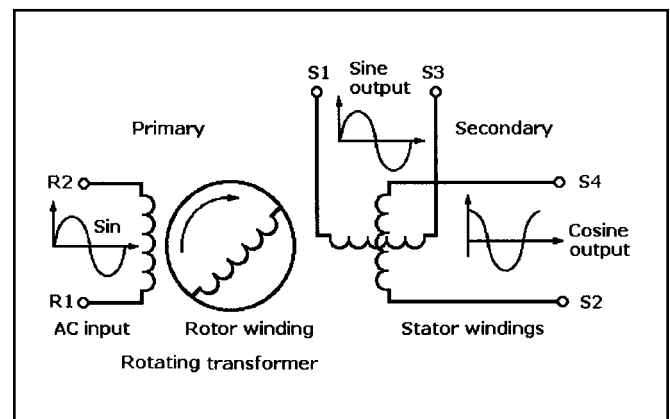 S1
Sine
output
S3
Primary
Secondary
R2
S4
Sin
Cosine
output
R1
S2
AC input
Rotor winding
Stator windings
Rotating transformer